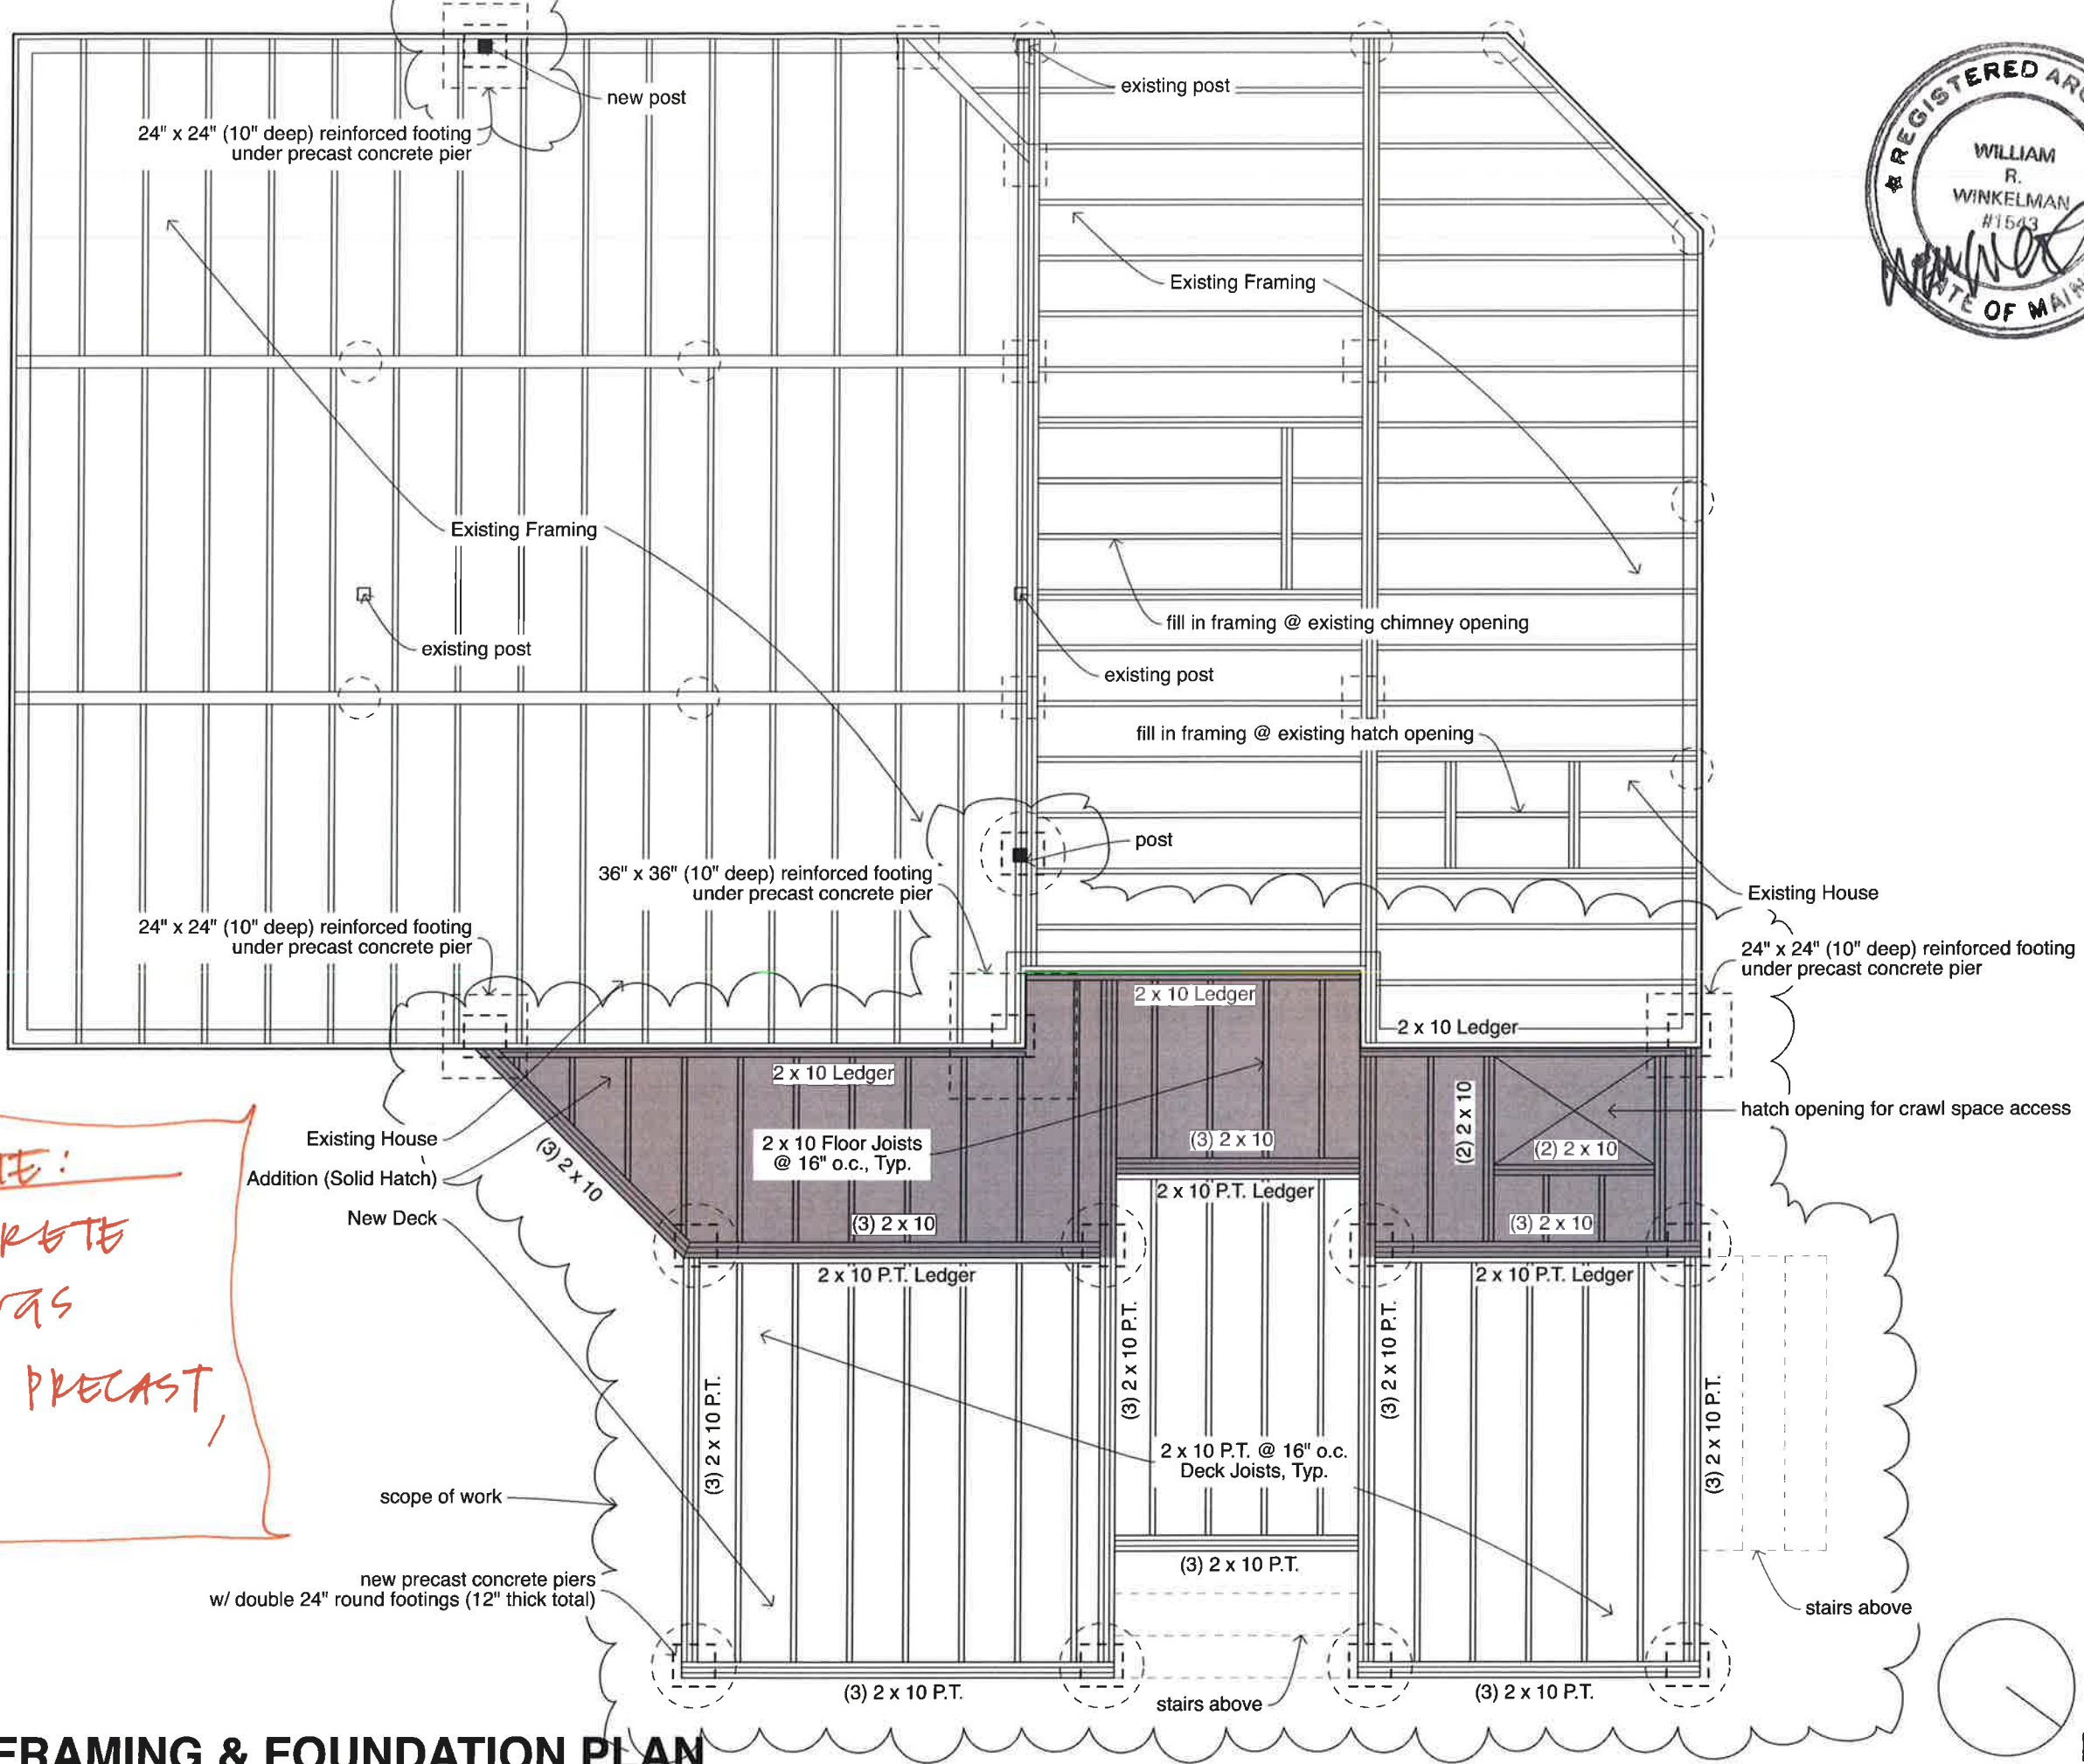 new post
existing post
24" x 24" (10" deep) reinforced footing
under precast concrete pier
REGISTERED
WILLIAM
R.
WINKELMAN
#1543
OF
Existing Framing
Existing Framing
existing post
fill in framing @ existing chimney opening
existing post
fill in framing @ existing hatch opening
post
36" x 36" (10" deep) reinforced footing
under precast concrete pier
Existing House
24" x 24" (10" deep) reinforced footing
under precast concrete pier
24" x 24" (10" deep) reinforced footing
under precast concrete pier
2 x 10 Ledger
2 x 10 Ledger
2 x 10 Ledger
hatch opening for crawl space access
Existing House
Addition (Solid Hatch)
New Deck
(3) 2 x 10
2 x 10 Floor Joists
@ 16" o.c., Typ.
(3) 2 x 10
(2) 2 x 10
(2) 2 x 10
2 x 10 P.T. Ledger
(3) 2 x 10
(3) 2 x 10
2 x 10 P.T. Ledger
2 x 10 P.T. Ledger
PRECAST,
(3) 2 x 10 P.T.
(3) 2 x 10 P.T.
(3) 2 x 10 P.T.
(3) 2 x 10 P.T.
2 x 10 P.T. @ 16" o.c.
Deck Joists, Typ.
scope of work
(3) 2 x 10 P.T.
new precast concrete piers
w/ double 24" round footings (12" thick total)
stairs above
(3) 2 x 10 P.T.
stairs above
(3) 2 x 10 P.T.
FRAMING & FOUNDATION PLAN